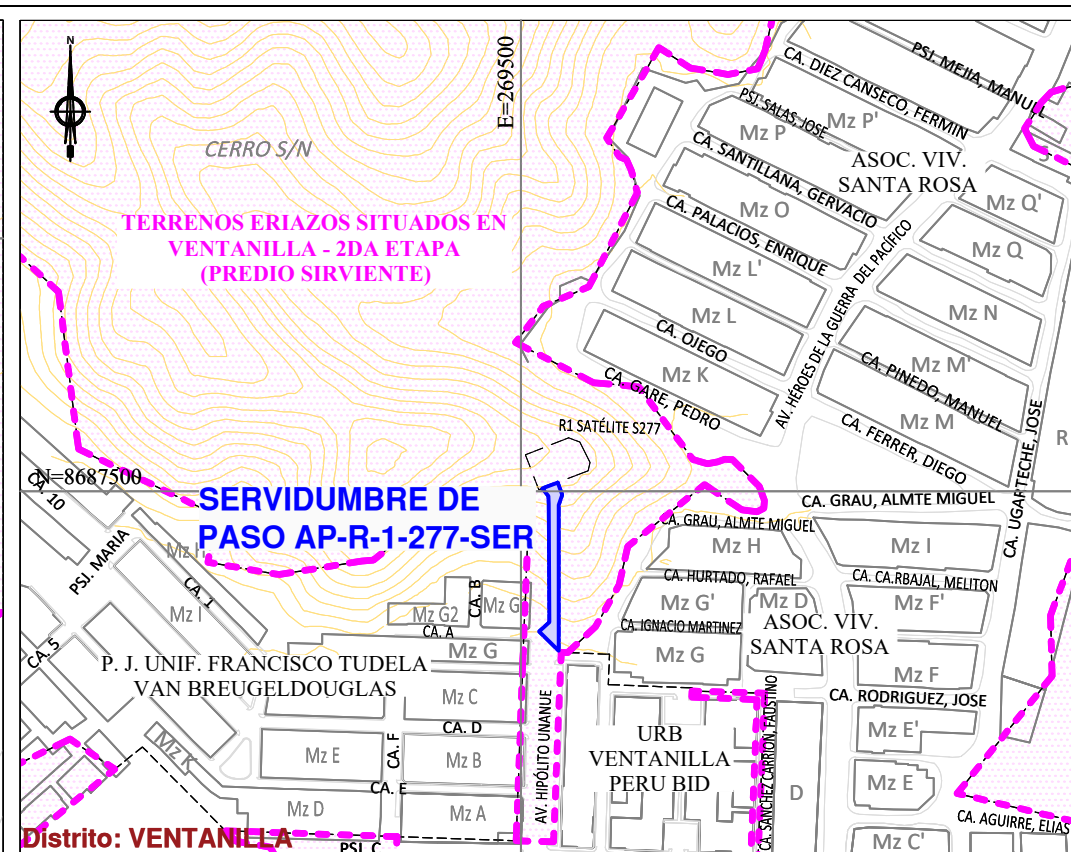 N
E=269500
CERRO S/N
TERRENOS ERIAZOS SITUADOS EN
VENTANILLA - 2DA ETAPA
(PREDIO SIRVIENTE)
PSJ. MEJIA, MANUEL
CA. DIEZ CANSECO, FERMIN
PSJ. SALAS, JOSE
Mz P'
Mz P
CA. SANTILLANA, GERVACIO
ASOC. VIV.
SANTA ROSA
S
Mz O
Mz Q'
CA. PALACIOS, ENRIQUE
Mz Q
Mz L'
AV. HÉROES DE LA GUERRA DEL PACÍFICO
Mz N
Mz L
CA. OJEGO
Mz M'
Mz K
CA. GARE, PEDRO
CA. PINEDO, MANUEL
Mz M
CA. FERRER, DIEGO
R1 SATÉLITE S277
R
CA. UGARTECHE, JOSE
N=8687500
CA. 10
SERVIDUMBRE DE
PASO AP-R-1-277-SER
CA. GRAU, ALMTE MIGUEL
CA. GRAU, ALMTE MIGUEL
PSJ. MARIA
Mz H
Mz I
CA. HURTADO, RAFAEL
CA. CA.RBAJAL, MELITON
CA. 1
Mz I
CA. B
Mz G2
Mz G
CA. A
Mz G'
Mz D
Mz F'
CA. IGNACIO MARTINEZ
ASOC. VIV.
SANTA ROSA
CA. 5
Mz G
Mz G
P. J. UNIF. FRANCISCO TUDELA
VAN BREUGELDOUGLAS
Mz F
Mz C
CA. RODRIGUEZ, JOSE
CA. D
CA. SANCHEZ CARRION, FAUSTINO
AV. HIPÓLITO UNANUE
URB
VENTANILLA
PERU BID
Mz E'
Mz K
Mz E
CA. F
Mz B
Mz E
CA. E
D
Mz D
Mz A
CA. AGUIRRE, ELIAS
Distrito: VENTANILLA
PSJ. C
Mz C'